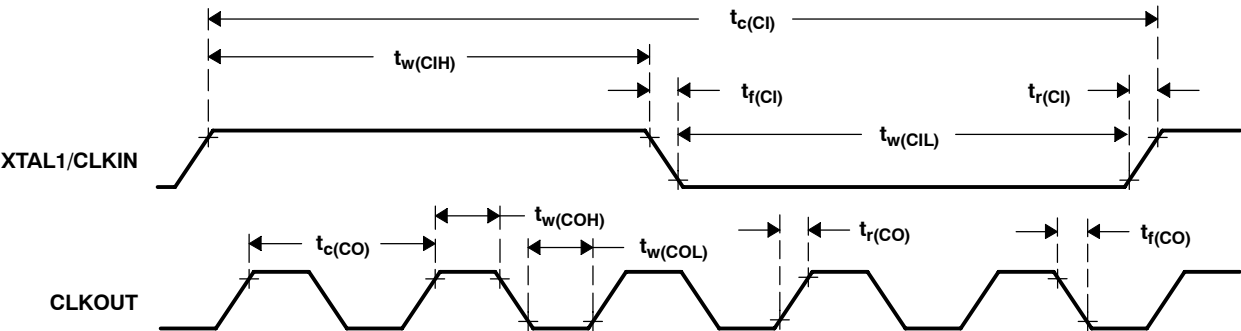 tc(CI)
tw(CIH)
tf(CI)
tr(CI)
tw(CIL)
XTAL1/CLKIN
tw(COH)
tr(CO)
tf(CO)
tc(CO)
tw(COL)
CLKOUT